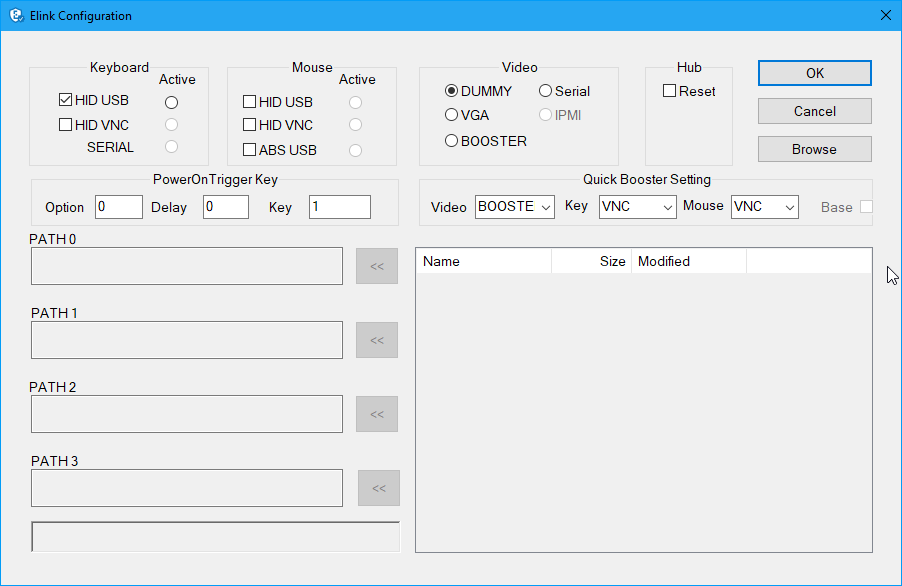 Elink Configuration
Keyboard
Active
HID USB
HID VNC
SERIAL
Mouse
Active
HID USB
HID VNC
ABS USB
Video
DUMMY
Serial
VGA
IPMI
BOOSTER
Hub
Reset
OK
Cancel
Browse
PowerOnTrigger Key
Option 0 Delay 0 Key 1
Quick Booster Setting
Video BOOSTE Key VNC Mouse VNC Base
PATH 0
<<
PATH 1
<<
PATH 2
<<
PATH 3
<<
Name Size Modified